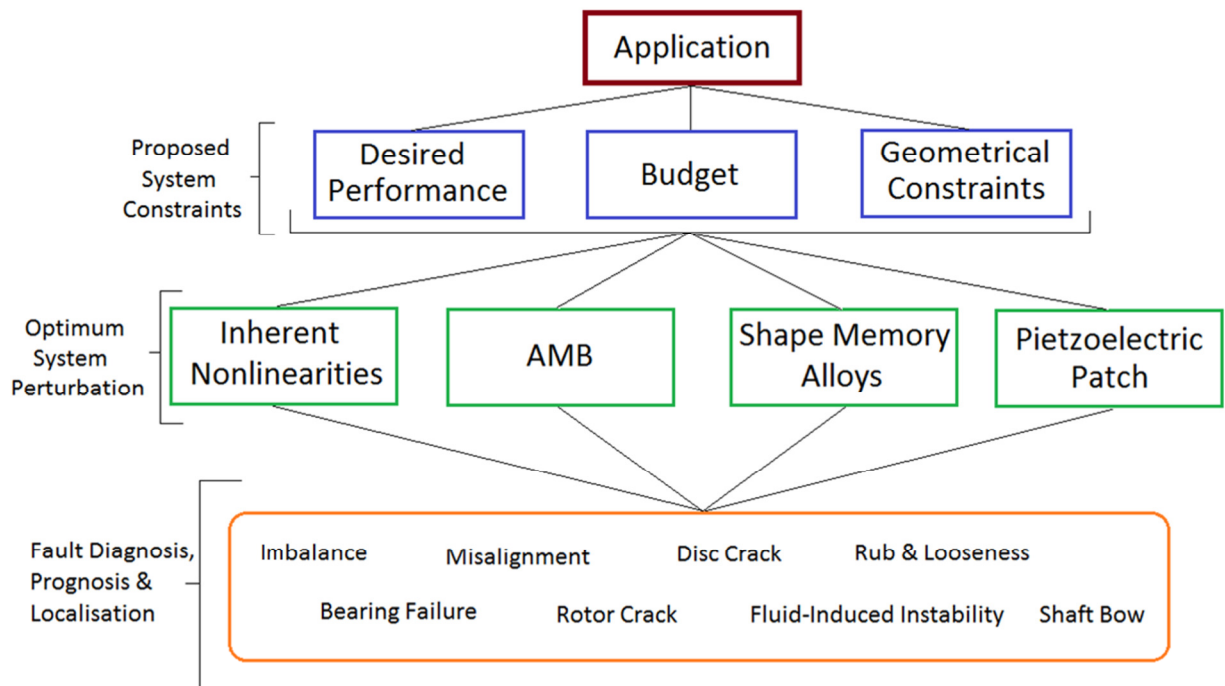 Application
Proposed
System
Constraints
Desired
Performance
Budget
Geometrical
Constraints
Optimum
System
Perturbation
Inherent
Nonlinearities
AMB
Shape Memory
Alloys
Pietzoelectric
Patch
Fault Diagnosis,
Prognosis &
Localisation
Imbalance
Misalignment
Disc Crack
Rub & Looseness
Bearing Failure
Rotor Crack
Fluid-Induced Instability
Shaft Bow